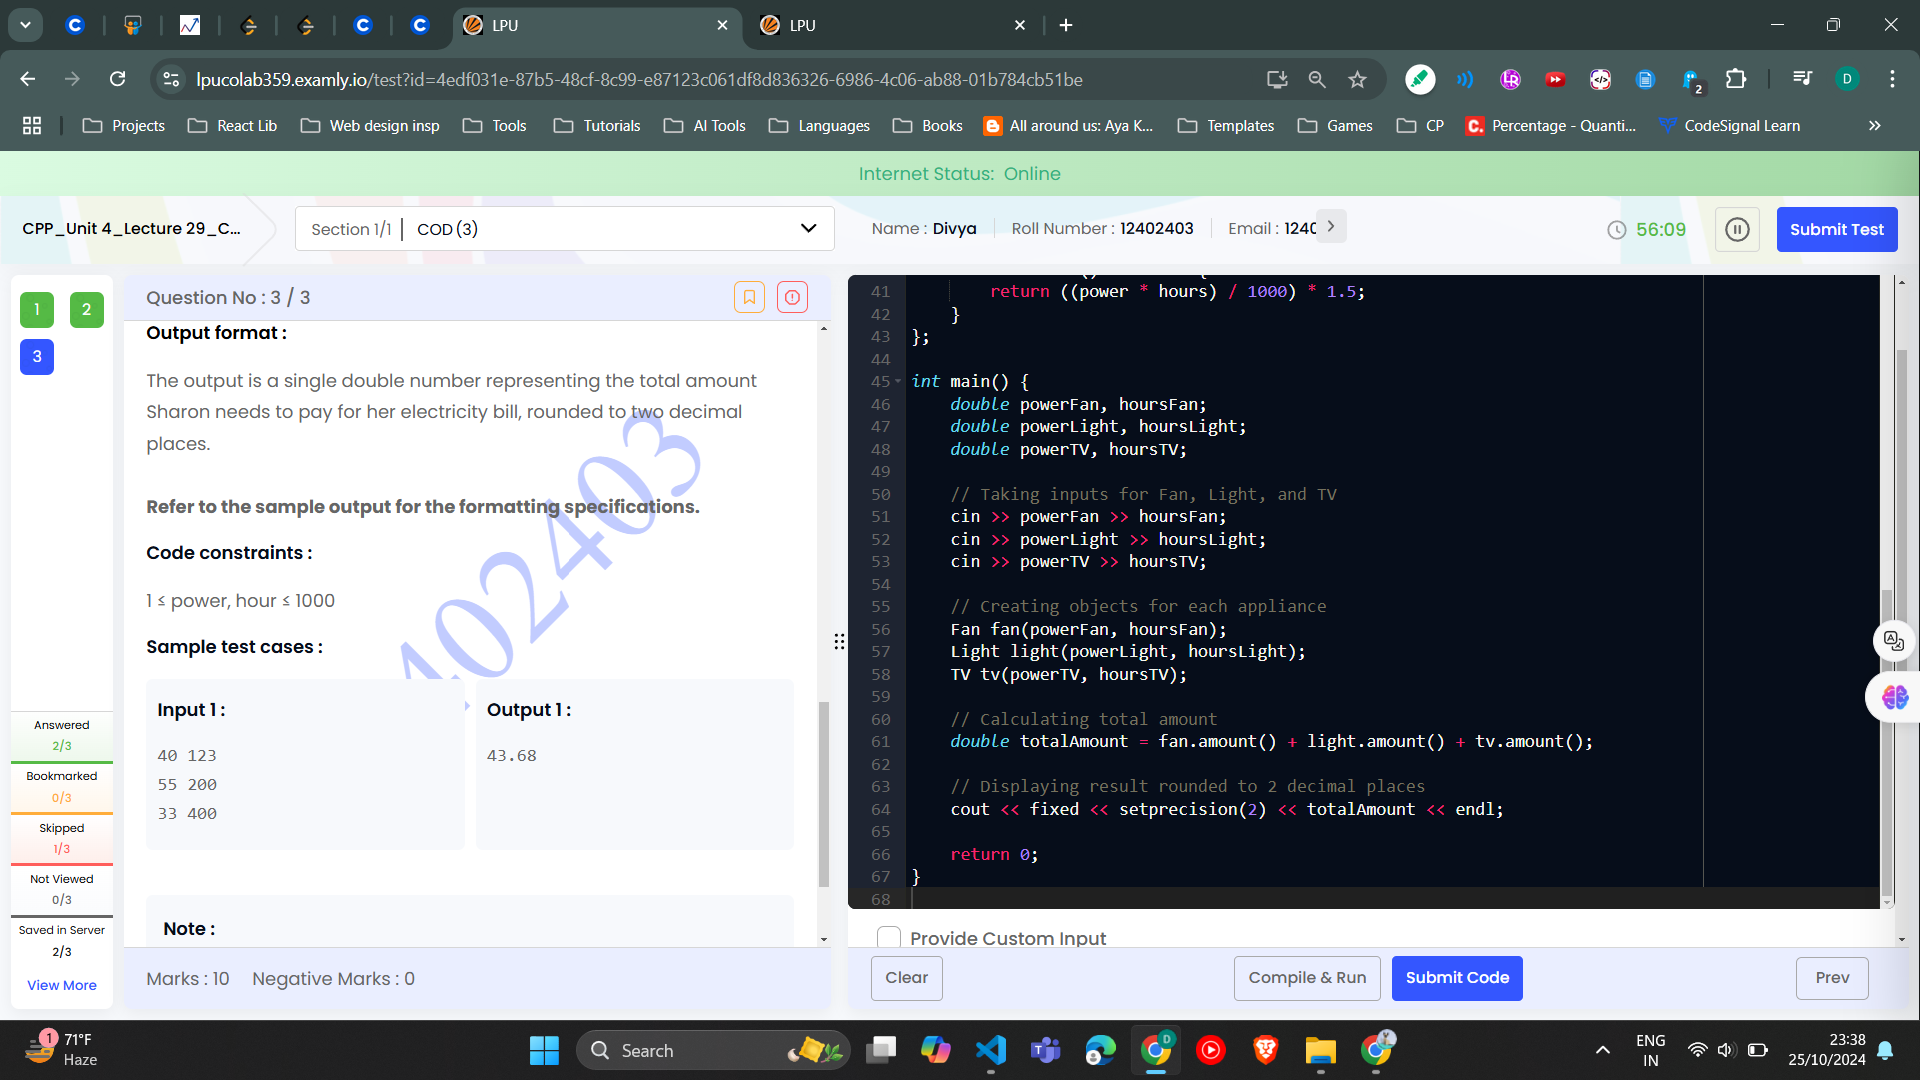 LPU
LPU
lpucolab359.examly.io/test?id=4edf031e-87b5-48cf-8c99-e87123c061df8d836326-6986-4c06-ab88-01b784cb51be
2
D
Projects
React Lib
Web design insp
Tools
Tutorials
AI Tools
Languages
Books
All around us: Aya K...
Templates
Games
CP
Percentage - Quanti...
CodeSignal Learn
Internet Status: Online
CPP_Unit 4_Lecture 29_C...
Section 1/1 | COD (3)
Name : Divya
Roll Number : 12402403
Email : 1240
56:09
Submit Test
1 2
3
Answered
2/3
Bookmarked
0/3
Skipped
1/3
Not Viewed
0/3
Saved in Server
2/3
View More
Question No : 3 / 3
Output format :
The output is a single double number representing the total amount
Sharon needs to pay for her electricity bill, rounded to two decimal
places.
Refer to the sample output for the formatting specifications.
Code constraints :
1 ≤ power, hour ≤ 1000
Sample test cases :
Input 1 :
40 123
55 200
33 400
Output 1 :
43.68
Note :
402403
Marks : 10 Negative Marks : 0
41 return ((power * hours) / 1000) * 1.5;
42 }
43 };
44
45 int main() {
46 double powerFan, hoursFan;
47 double powerLight, hoursLight;
48 double powerTV, hoursTV;
49
50 // Taking inputs for Fan, Light, and TV
51 cin >> powerFan >> hoursFan;
52 cin >> powerLight >> hoursLight;
53 cin >> powerTV >> hoursTV;
54
55 // Creating objects for each appliance
56 Fan fan(powerFan, hoursFan);
57 Light light(powerLight, hoursLight);
58 TV tv(powerTV, hoursTV);
59
60 // Calculating total amount
61 double totalAmount = fan.amount() + light.amount() + tv.amount();
62
63 // Displaying result rounded to 2 decimal places
64 cout << fixed << setprecision(2) << totalAmount << endl;
65
66 return 0;
67 }
68
Provide Custom Input
Clear
Compile & Run
Submit Code
Prev
1
71°F
Haze
Search
ENG
IN
23:38
25/10/2024